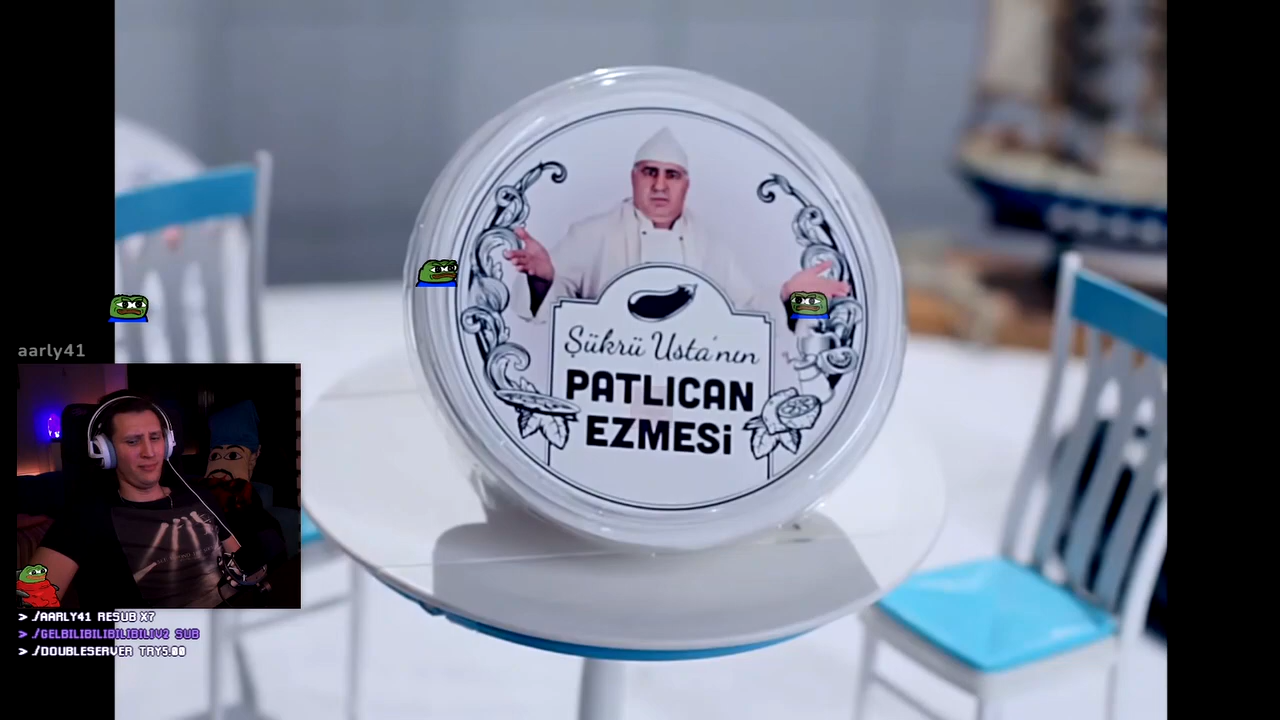 Şükrü Usta'nın
PATLICAN
EZMESİ
aarly41
> ./AARLY41 RESUB X7
> ./GELBILIBILIBILIBILIV2 SUB
> ./DOUBLESERVER TRY5.00